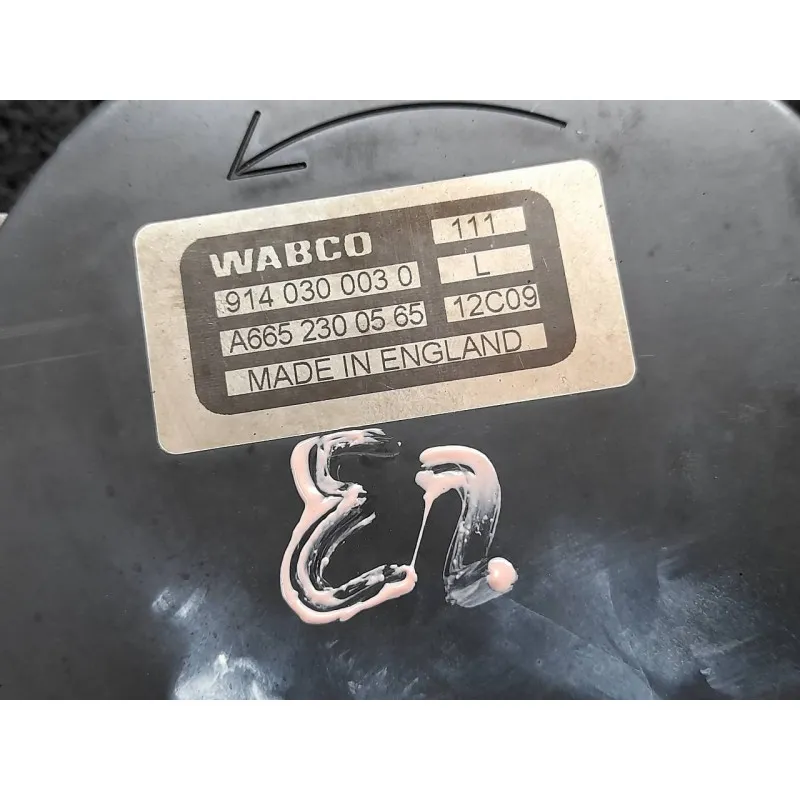 WABCO 111
914 030 003 0 L
A665 230 05 65 12C09
MADE IN ENGLAND